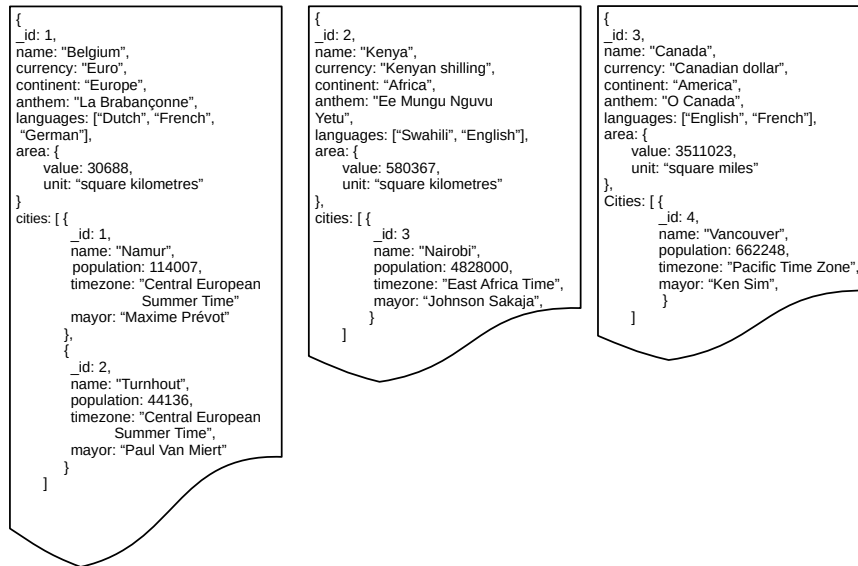 {
_id: 1,
name: "Belgium”,
currency: "Euro”,
continent: “Europe”,
anthem: "La Brabançonne”,
languages: [“Dutch”, “French”,
“German”],
area: {
value: 30688,
unit: “square kilometres”
}
cities: [ {
_id: 1,
name: "Namur”,
population: 114007,
timezone: ”Central European
Summer Time”
mayor: “Maxime Prévot”
},
{
_id: 2,
name: "Turnhout”,
population: 44136,
timezone: ”Central European
Summer Time”,
mayor: “Paul Van Miert”
}
]
{
_id: 2,
name: "Kenya”,
currency: "Kenyan shilling”,
continent: “Africa”,
anthem: "Ee Mungu Nguvu
Yetu”,
languages: [“Swahili”, “English”],
area: {
value: 580367,
unit: “square kilometres”
},
cities: [ {
_id: 3
name: "Nairobi”,
population: 4828000,
timezone: ”East Africa Time”,
mayor: “Johnson Sakaja”,
}
]
{
_id: 3,
name: "Canada”,
currency: "Canadian dollar”,
continent: “America”,
anthem: "O Canada”,
languages: [“English”, “French”],
area: {
value: 3511023,
unit: “square miles”
},
Cities: [ {
_id: 4,
name: "Vancouver”,
population: 662248,
timezone: ”Pacific Time Zone”,
mayor: “Ken Sim”,
}
]